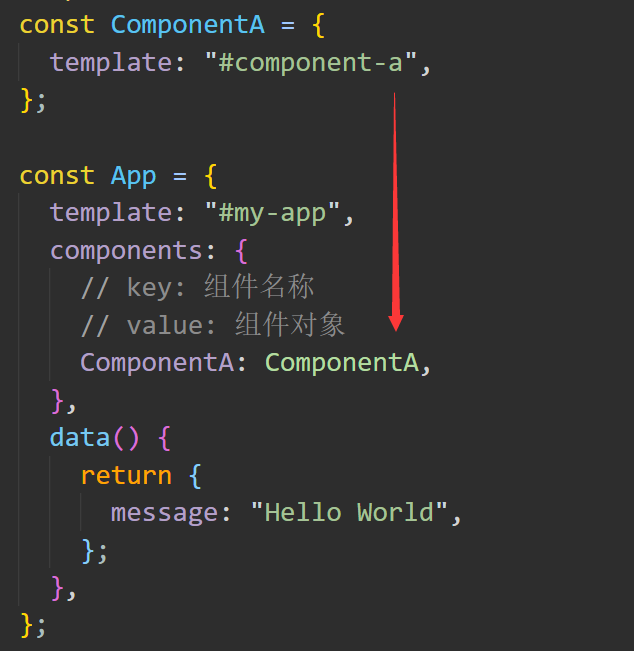 const ComponentA = {
  template: "#component-a",
};

const App = {
  template: "#my-app",
  components: {
    // key: 组件名称
    // value: 组件对象
    ComponentA: ComponentA,
  },
  data() {
    return {
      message: "Hello World",
    };
  },
};